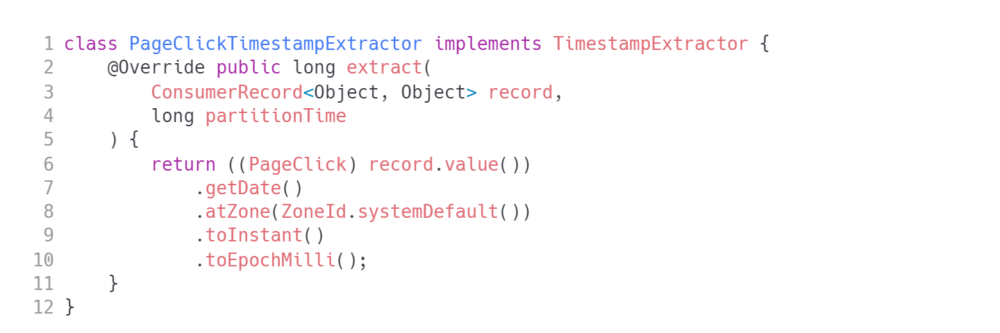 1 class PageClickTimestampExtractor implements TimestampExtractor {
2     @Override public long extract(
3         ConsumerRecord<Object, Object> record,
4         long partitionTime
5     ) {
6         return ((PageClick) record.value())
7             .getDate()
8             .atZone(ZoneId.systemDefault())
9             .toInstant()
10             .toEpochMilli();
11     }
12 }